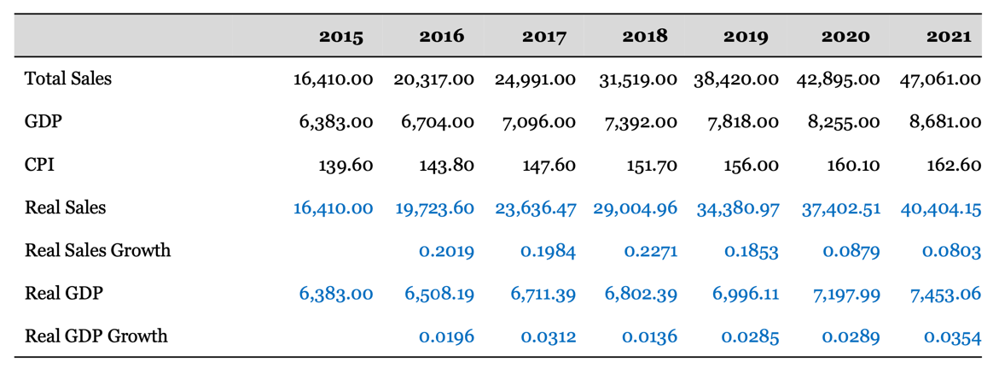 2015 2016 2017 2018 2019 2020 2021
Total Sales 16,410.00 20,317.00 24,991.00 31,519.00 38,420.00 42,895.00 47,061.00
GDP 6,383.00 6,704.00 7,096.00 7,392.00 7,818.00 8,255.00 8,681.00
CPI 139.60 143.80 147.60 151.70 156.00 160.10 162.60
Real Sales 16,410.00 19,723.60 23,636.47 29,004.96 34,380.97 37,402.51 40,404.15
Real Sales Growth 0.2019 0.1984 0.2271 0.1853 0.0879 0.0803
Real GDP 6,383.00 6,508.19 6,711.39 6,802.39 6,996.11 7,197.99 7,453.06
Real GDP Growth 0.0196 0.0312 0.0136 0.0285 0.0289 0.0354